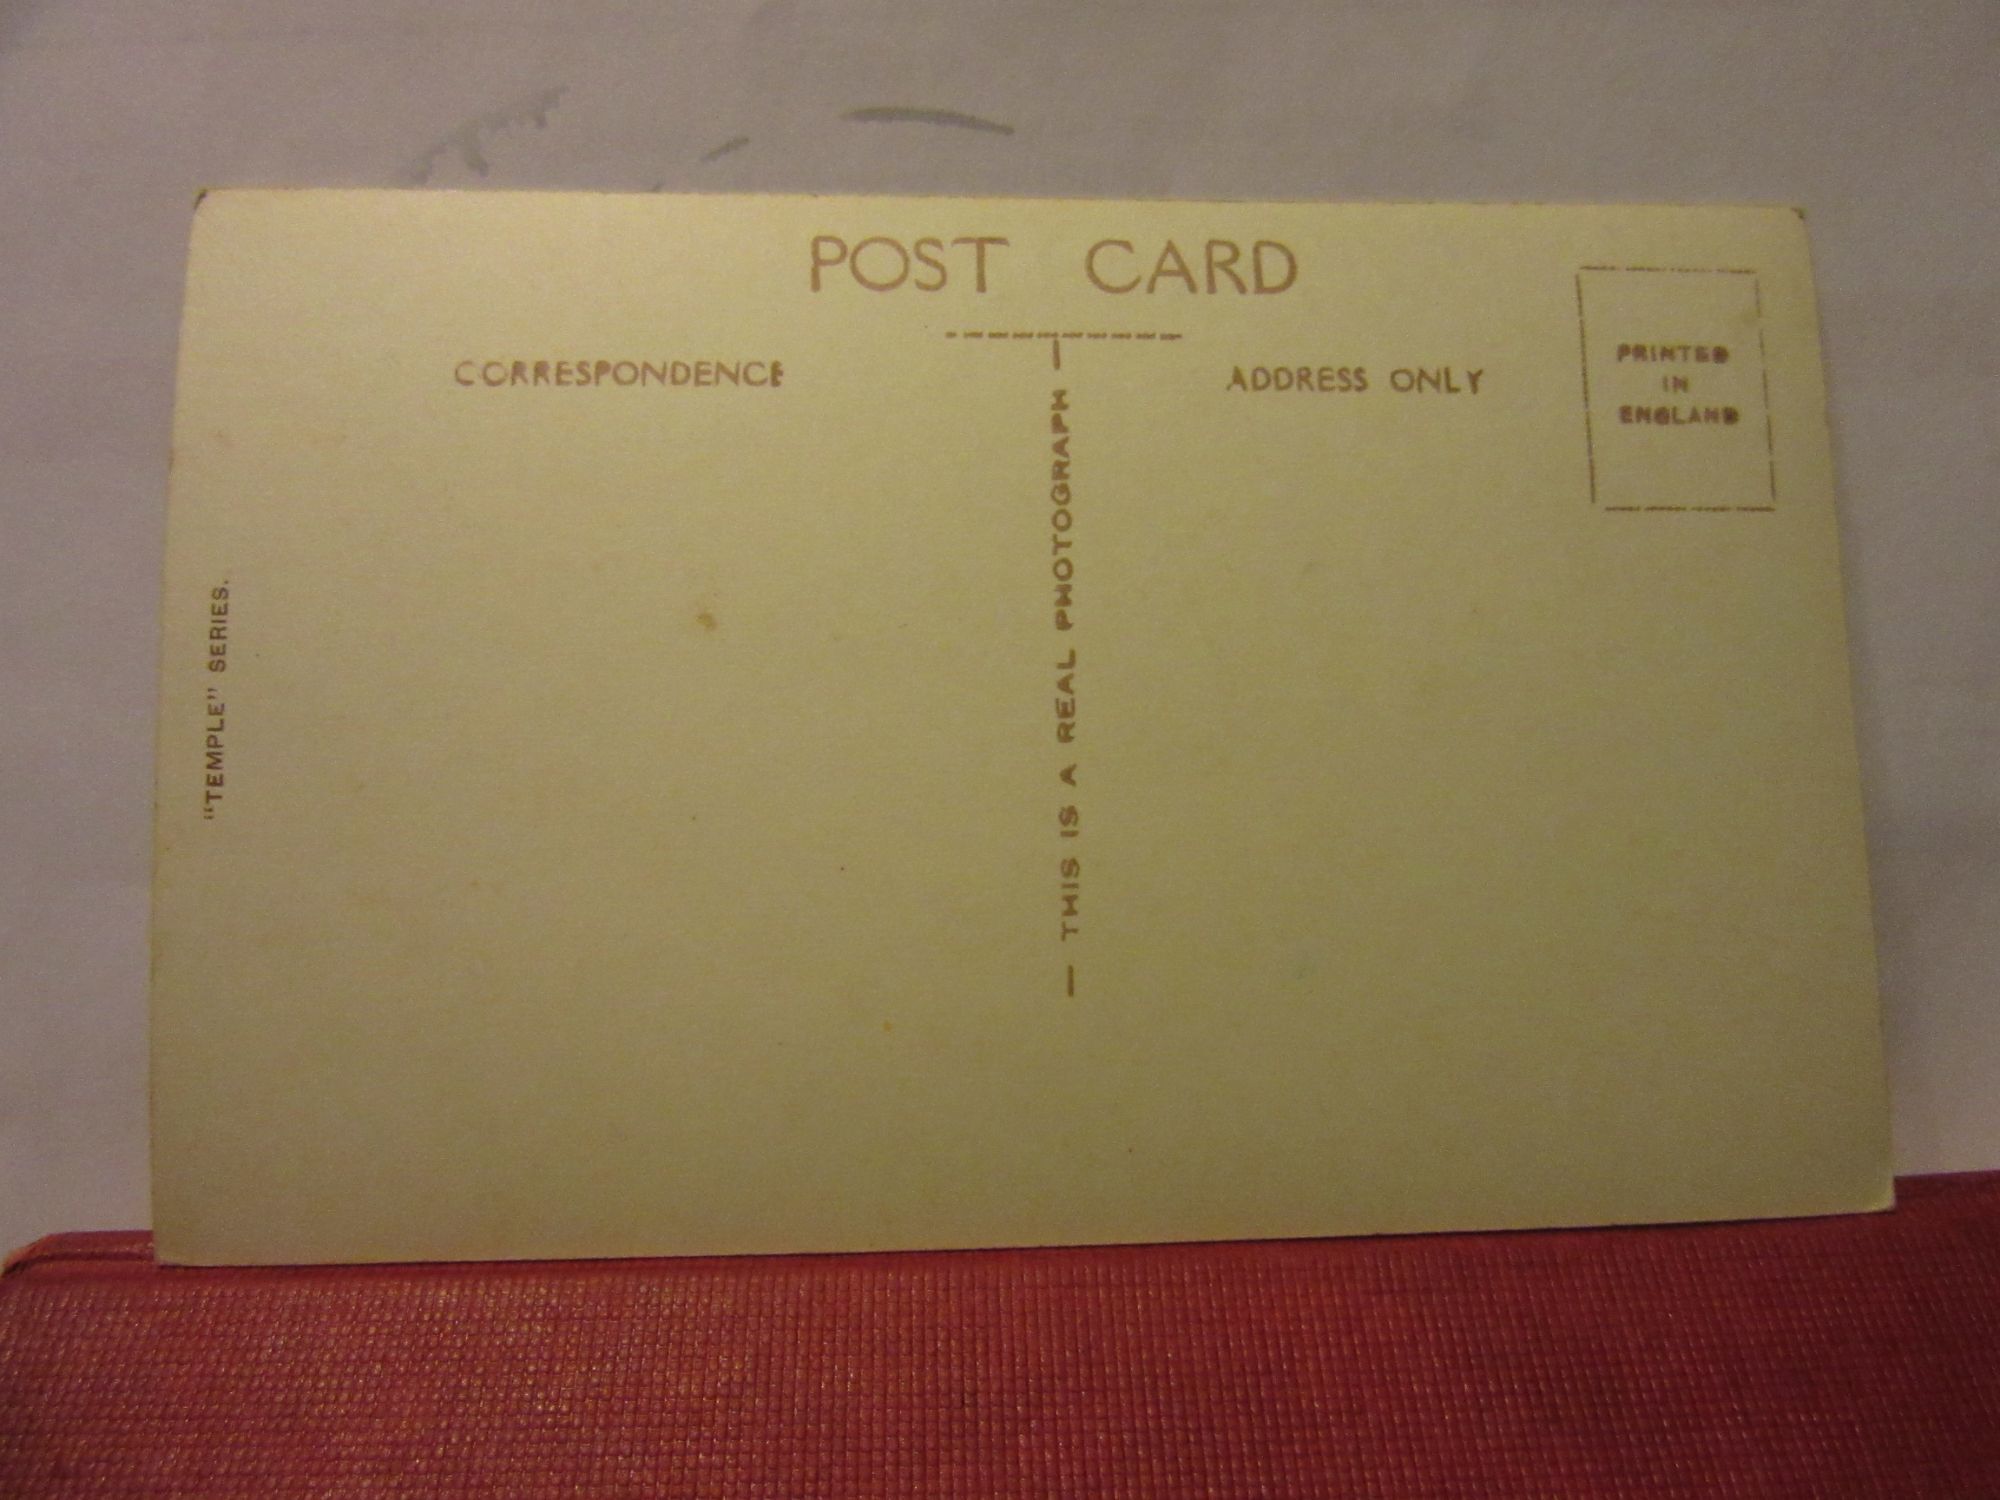 POST CARD
CORRESPONDENCE
ADDRESS ONLY
PRINTED
IN
ENGLAND
— THIS IS A REAL PHOTOGRAPH —
"TEMPLE" SERIES.